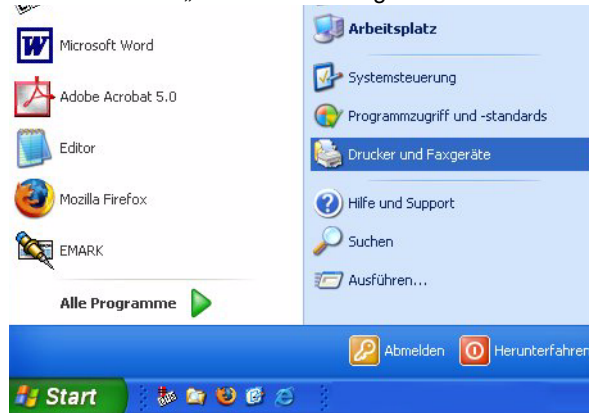 Microsoft Word
Adobe Acrobat 5.0
Editor
Mozilla Firefox
EMARK
Alle Programme
Arbeitsplatz
Systemsteuerung
Programmzugriff und -standards
Drucker und Faxgeräte
Hilfe und Support
Suchen
Ausführen...
Abmelden
Herunterfahren
Start